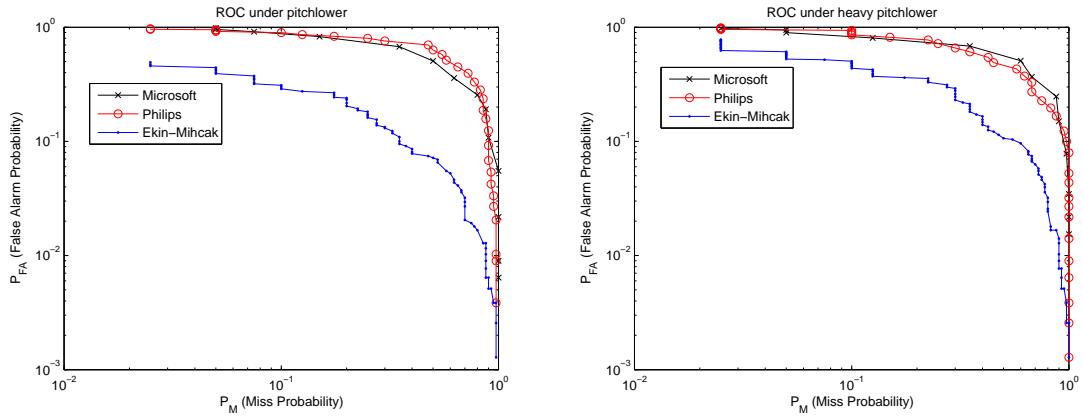 ROC under pitchlower
P_FA (False Alarm Probability)
10^0
10^−1
10^−2
10^−3
Microsoft
Philips
Ekin−Mihcak
10^−2
10^−1
10^0
P_M (Miss Probability)
ROC under heavy pitchlower
P_FA (False Alarm Probability)
10^0
10^−1
10^−2
10^−3
Microsoft
Philips
Ekin−Mihcak
10^−2
10^−1
10^0
P_M (Miss Probability)